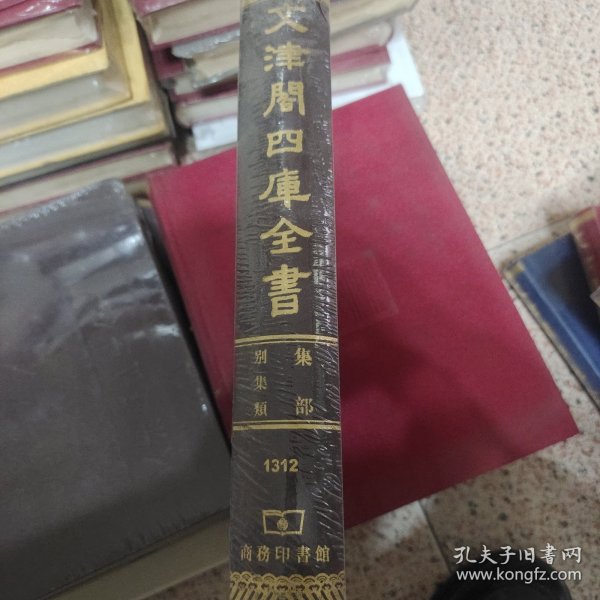 文津閣四庫全書
集部
別集類
1312
商務印書館
孔夫子旧书网
www.kongfz.com